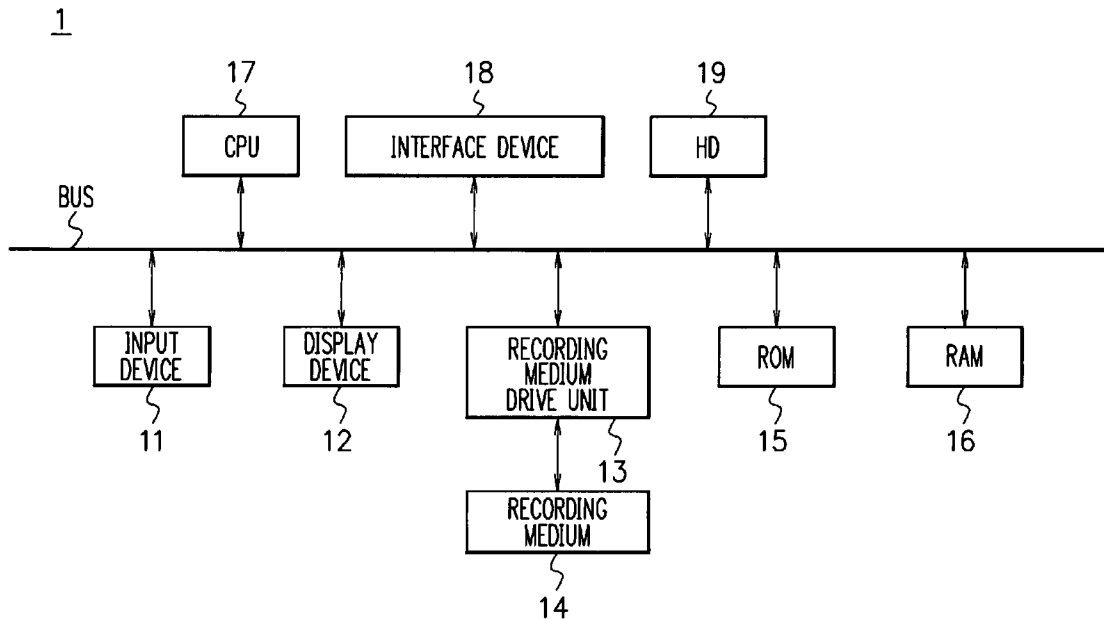 1
17
18
19
CPU
INTERFACE DEVICE
HD
BUS
INPUT
DEVICE
DISPLAY
DEVICE
RECORDING
MEDIUM
DRIVE UNIT
ROM
RAM
11
12
13
15
16
RECORDING
MEDIUM
14